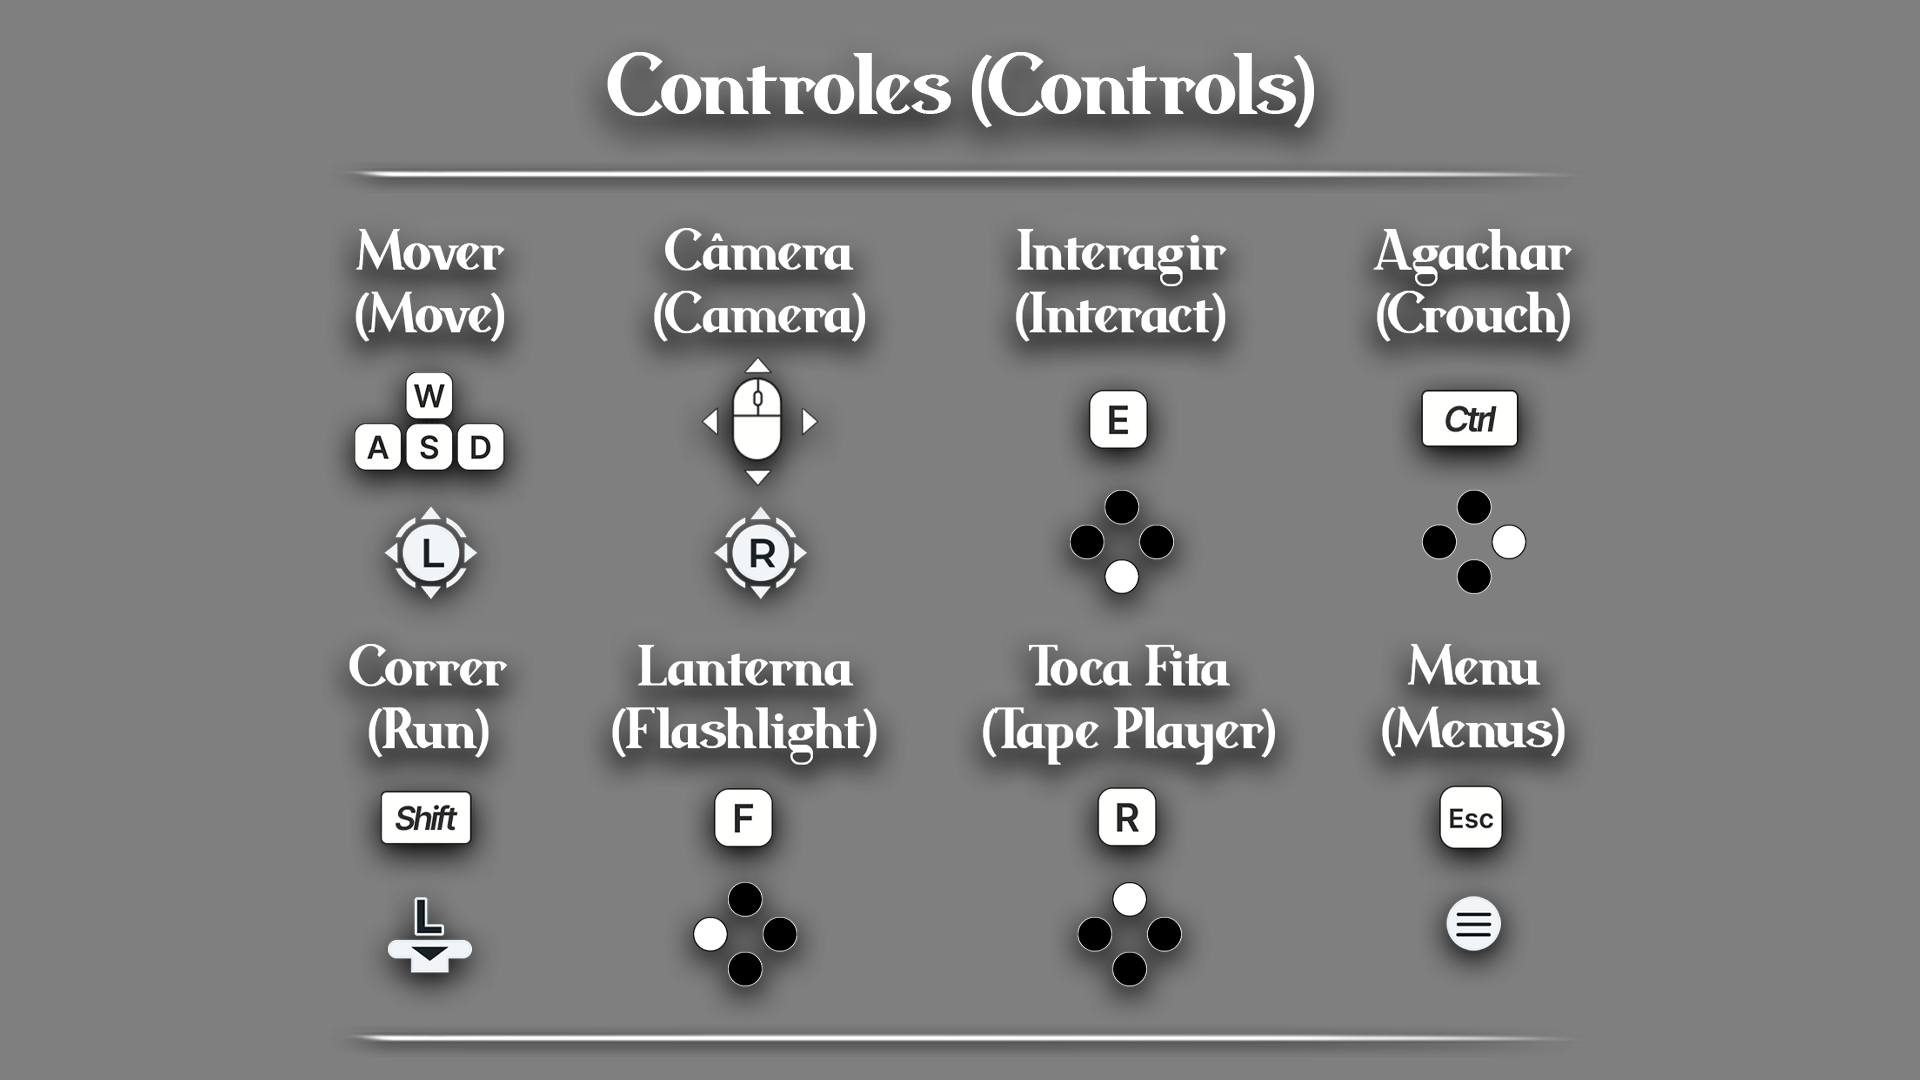 Controles (Controls)
Mover
(Move)
W
A S D
L
Câmera
(Camera)
R
Interagir
(Interact)
E
Agachar
(Crouch)
Ctrl
Correr
(Run)
Shift
L
Lanterna
(Flashlight)
F
Toca Fita
(Tape Player)
R
Menu
(Menus)
Esc